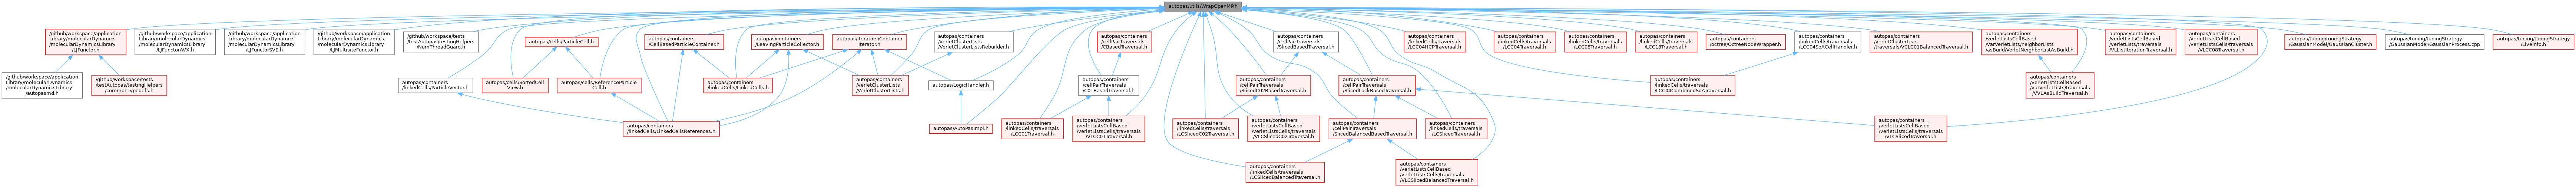 autopas/utils/WrapOpenMP.h
/github/workspace/application
Library/molecularDynamics
/molecularDynamicsLibrary
/LJFunctor.h
/github/workspace/application
Library/molecularDynamics
/molecularDynamicsLibrary
/LJFunctorAVX.h
/github/workspace/application
Library/molecularDynamics
/molecularDynamicsLibrary
/LJFunctorSVE.h
/github/workspace/application
Library/molecularDynamics
/molecularDynamicsLibrary
/LJMultisiteFunctor.h
/github/workspace/tests
/testAutopas/testingHelpers
/NumThreadGuard.h
autopas/cells/ParticleCell.h
autopas/containers
/CellBasedParticleContainer.h
autopas/containers
/LeavingParticleCollector.h
autopas/iterators/Container
Iterator.h
autopas/containers
/verletClusterLists
/VerletClusterListsRebuilder.h
autopas/containers
/cellPairTraversals
/CBasedTraversal.h
autopas/containers
/cellPairTraversals
/SlicedBasedTraversal.h
autopas/containers
/linkedCells/traversals
/LCC04HCPTraversal.h
autopas/containers
/linkedCells/traversals
/LCC04Traversal.h
autopas/containers
/linkedCells/traversals
/LCC08Traversal.h
autopas/containers
/linkedCells/traversals
/LCC18Traversal.h
autopas/containers
/octree/OctreeNodeWrapper.h
autopas/containers
/linkedCells/traversals
/LCC04SoACellHandler.h
autopas/containers
/verletClusterLists
/traversals/VCLC01BalancedTraversal.h
autopas/containers
/verletListsCellBased
/varVerletLists/neighborLists
/asBuild/VerletNeighborListAsBuild.h
autopas/containers
/verletListsCellBased
/verletLists/traversals
/VLListIterationTraversal.h
autopas/containers
/verletListsCellBased
/verletListsCells/traversals
/VLCC08Traversal.h
autopas/tuning/tuningStrategy
/GaussianModel/GaussianCluster.h
autopas/tuning/tuningStrategy
/GaussianModel/GaussianProcess.cpp
autopas/tuning/tuningStrategy
/LiveInfo.h
/github/workspace/application
Library/molecularDynamics
/molecularDynamicsLibrary
/autopasmd.h
/github/workspace/tests
/testAutopas/testingHelpers
/commonTypedefs.h
autopas/containers
/linkedCells/ParticleVector.h
autopas/cells/SortedCell
View.h
autopas/cells/ReferenceParticle
Cell.h
autopas/containers
/linkedCells/LinkedCells.h
autopas/containers
/verletClusterLists
/VerletClusterLists.h
autopas/LogicHandler.h
autopas/containers
/cellPairTraversals
/C01BasedTraversal.h
autopas/containers
/cellPairTraversals
/SlicedC02BasedTraversal.h
autopas/containers
/cellPairTraversals
/SlicedLockBasedTraversal.h
autopas/containers
/linkedCells/traversals
/LCC04CombinedSoATraversal.h
autopas/containers
/verletListsCellBased
/varVerletLists/traversals
/VVLAsBuildTraversal.h
autopas/containers
/linkedCells/LinkedCellsReferences.h
autopas/AutoPasImpl.h
autopas/containers
/linkedCells/traversals
/LCC01Traversal.h
autopas/containers
/verletListsCellBased
/verletListsCells/traversals
/VLCC01Traversal.h
autopas/containers
/linkedCells/traversals
/LCSlicedC02Traversal.h
autopas/containers
/verletListsCellBased
/verletListsCells/traversals
/VLCSlicedC02Traversal.h
autopas/containers
/cellPairTraversals
/SlicedBalancedBasedTraversal.h
autopas/containers
/linkedCells/traversals
/LCSlicedTraversal.h
autopas/containers
/verletListsCellBased
/verletListsCells/traversals
/VLCSlicedTraversal.h
autopas/containers
/linkedCells/traversals
/LCSlicedBalancedTraversal.h
autopas/containers
/verletListsCellBased
/verletListsCells/traversals
/VLCSlicedBalancedTraversal.h